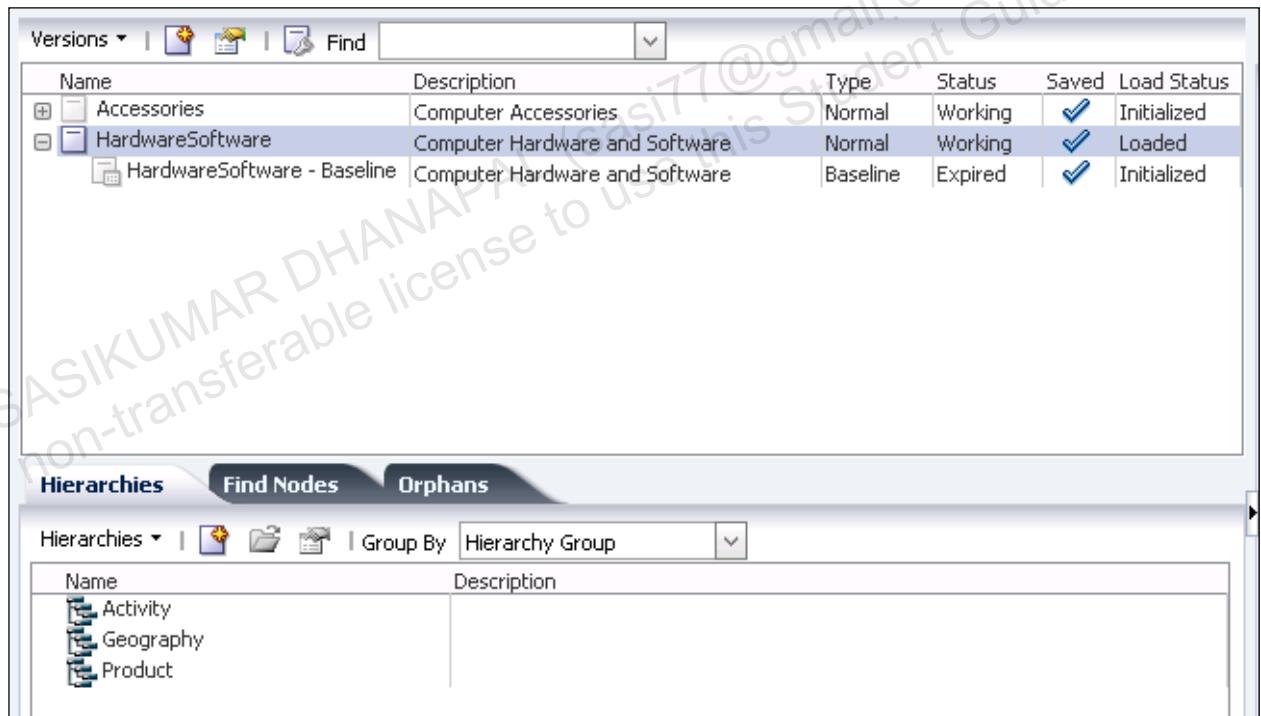 Versions
Find
Name Description Type Status Saved Load Status
Accessories Computer Accessories Normal Working Initialized
HardwareSoftware Computer Hardware and Software Normal Working Loaded
HardwareSoftware - Baseline Computer Hardware and Software Baseline Expired Initialized
SASIKUMAR DHANAPAL (casi77@gmail.c
non-transferable license to use this Student Guide
Hierarchies Find Nodes Orphans
Hierarchies Group By Hierarchy Group
Name Description
Activity
Geography
Product